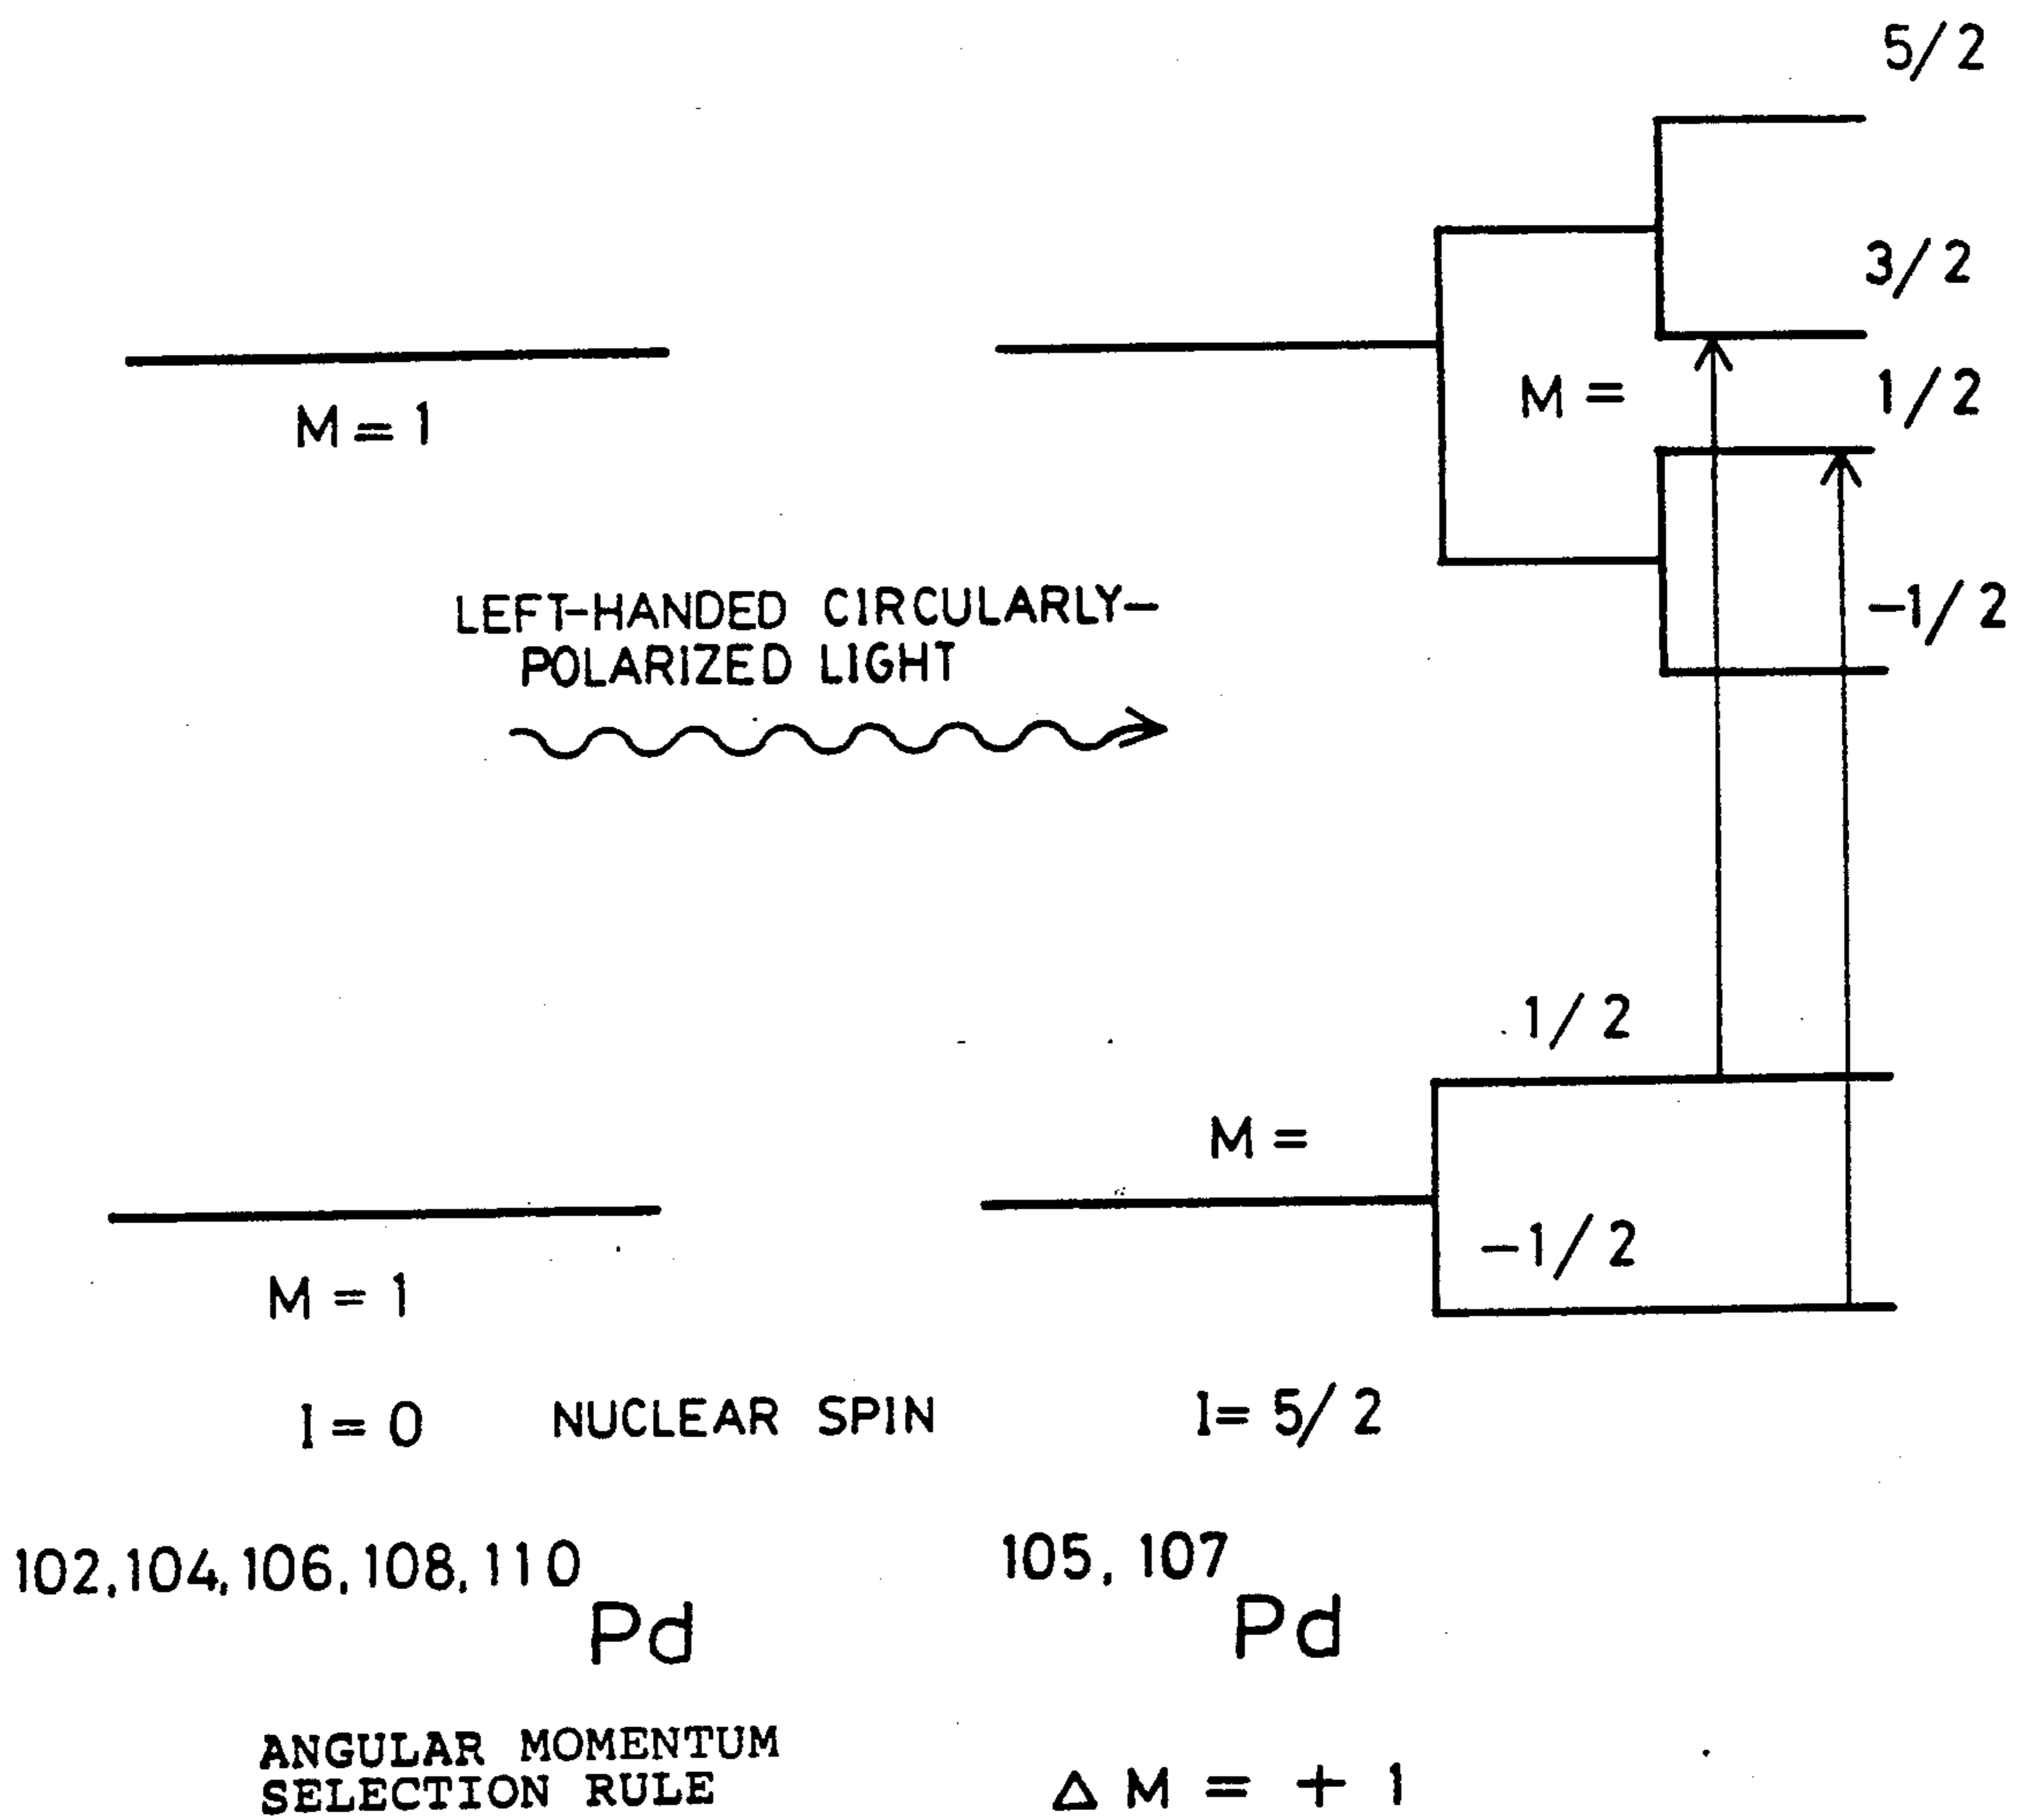 5/2
3/2
M = 1/2
M = 1
LEFT-HANDED CIRCULARLY-
POLARIZED LIGHT
-1/2
1/2
M =
-1/2
M = 1
I = 0 NUCLEAR SPIN I = 5/2
102,104,106,108,110 Pd
105, 107 Pd
ANGULAR MOMENTUM
SELECTION RULE
Δ M = + 1